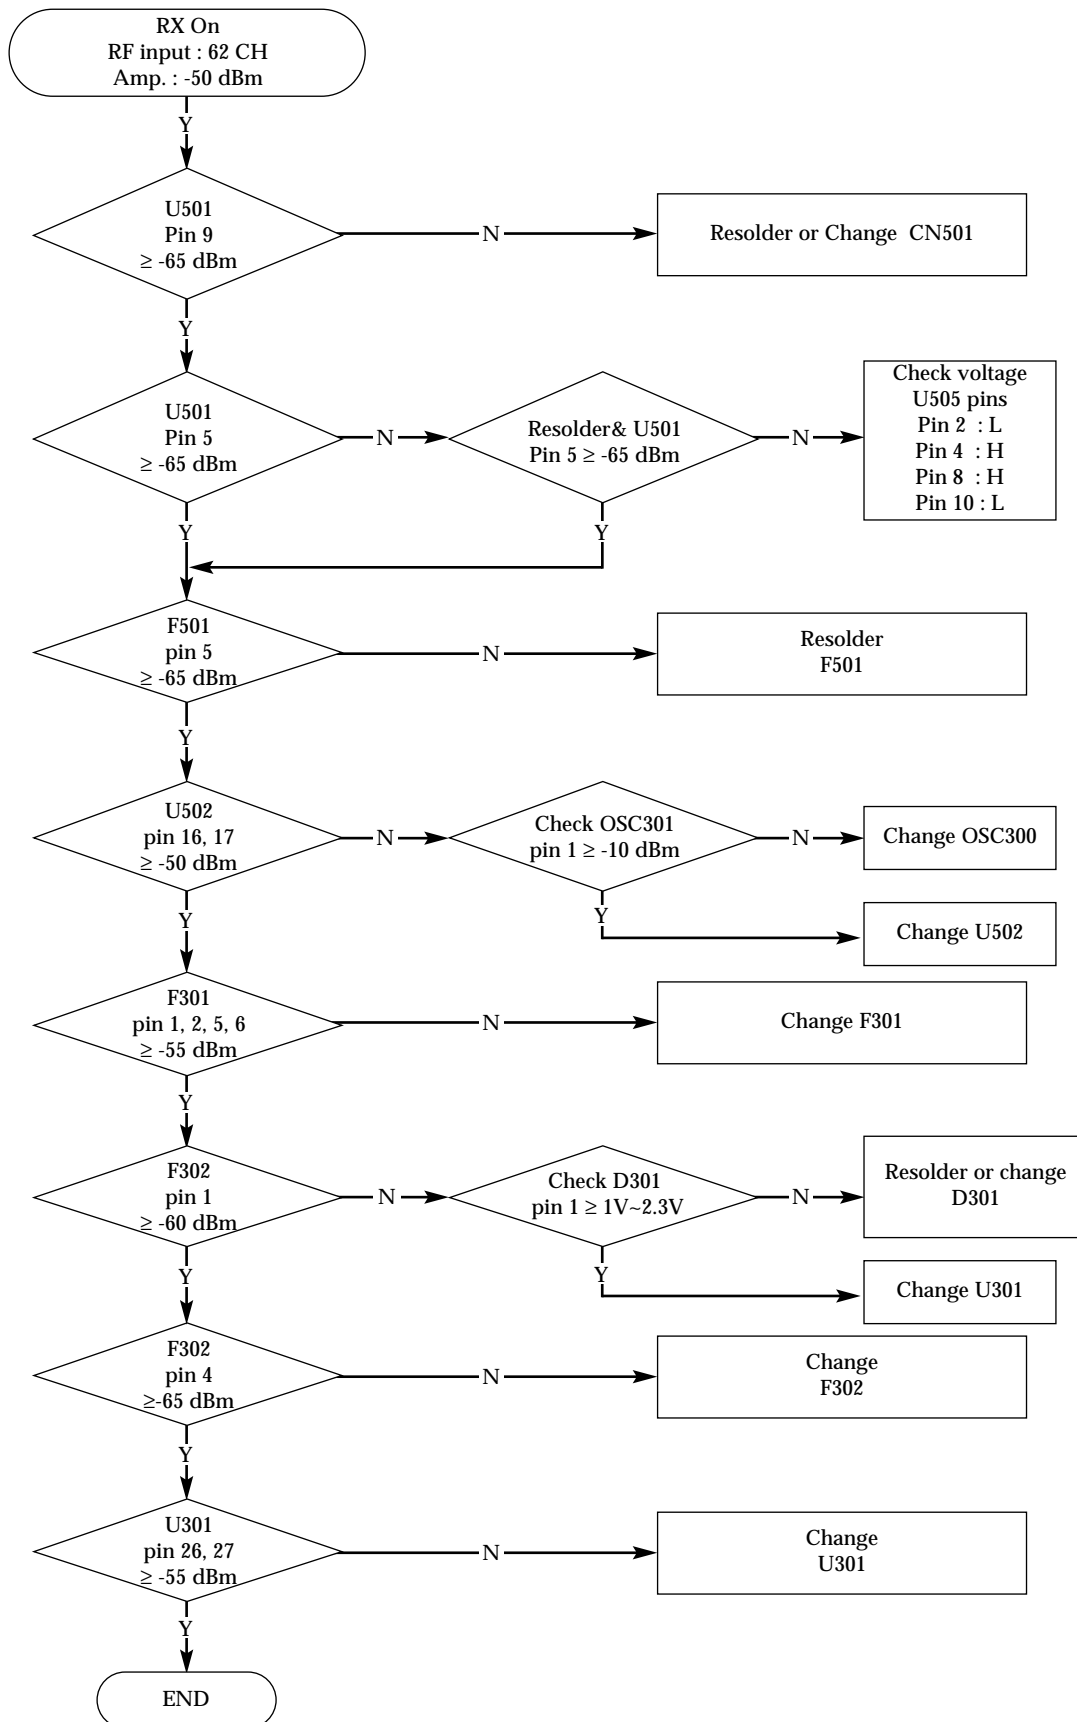 RX On
RF input : 62 CH
Amp. : -50 dBm
Y
U501
Pin 9
≥ -65 dBm
N
Resolder or Change CN501
Y
U501
Pin 5
≥ -65 dBm
N
Resolder& U501
Pin 5 ≥ -65 dBm
N
Check voltage
U505 pins
Pin 2 : L
Pin 4 : H
Pin 8 : H
Pin 10 : L
Y
Y
F501
pin 5
≥ -65 dBm
N
Resolder
F501
Y
U502
pin 16, 17
≥ -50 dBm
N
Check OSC301
pin 1 ≥ -10 dBm
N
Change OSC300
Y
Change U502
Y
F301
pin 1, 2, 5, 6
≥ -55 dBm
N
Change F301
Y
F302
pin 1
≥ -60 dBm
N
Check D301
pin 1 ≥ 1V~2.3V
N
Resolder or change
D301
Y
Change U301
Y
F302
pin 4
≥-65 dBm
N
Change
F302
Y
U301
pin 26, 27
≥ -55 dBm
N
Change
U301
Y
END